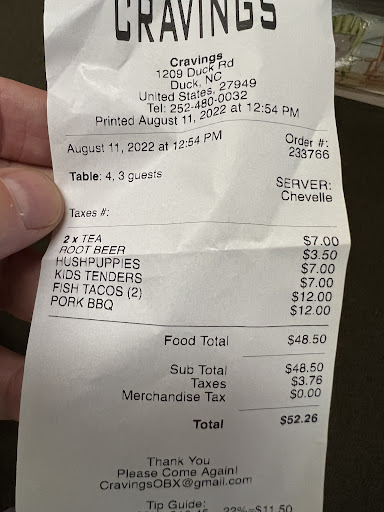 CRAVINGS
Cravings
1209 Duck Rd
Duck, NC
United States, 27949
Tel: 252-480-0032
Printed August 11, 2022 at 12:54 PM
August 11, 2022 at 12:54 PM
Order #:
233766
Table: 4, 3 guests
SERVER:
Chevelle
Taxes #:
2 x TEA $7.00
ROOT BEER $3.50
HUSHPUPPIES $7.00
KIDS TENDERS $7.00
FISH TACOS (2) $12.00
PORK BBQ $12.00
Food Total $48.50
Sub Total $48.50
Taxes $3.76
Merchandise Tax $0.00
Total $52.26
Thank You
Please Come Again!
CravingsOBX@gmail.com
Tip Guide:
22%=$11.50